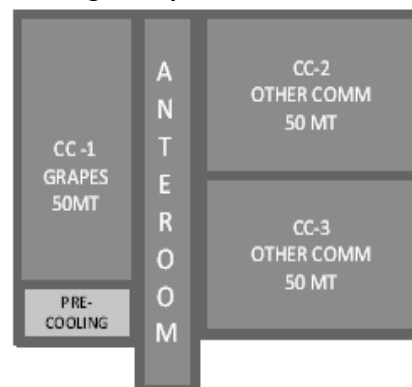 CC -1
GRAPES
50MT
PRE-
COOLING
A
N
T
E
R
O
O
M
CC-2
OTHER COMM
50 MT
CC-3
OTHER COMM
50 MT